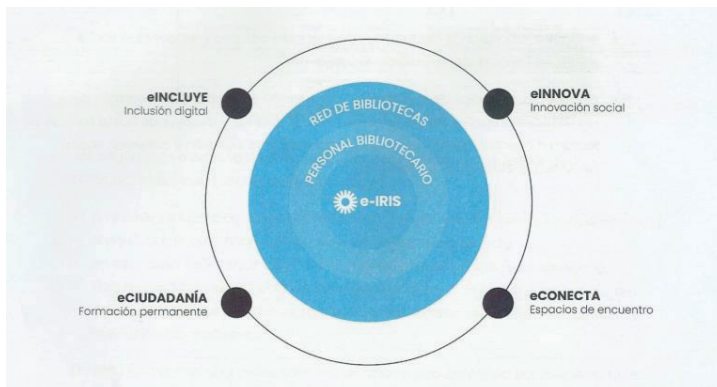 eINCLUYE
Inclusión digital
eINNOVA
Innovación social
RED DE BIBLIOTECAS
PERSONAL BIBLIOTECARIO
e-IRIS
eCIUDADANÍA
Formación permanente
eCONECTA
Espacios de encuentro